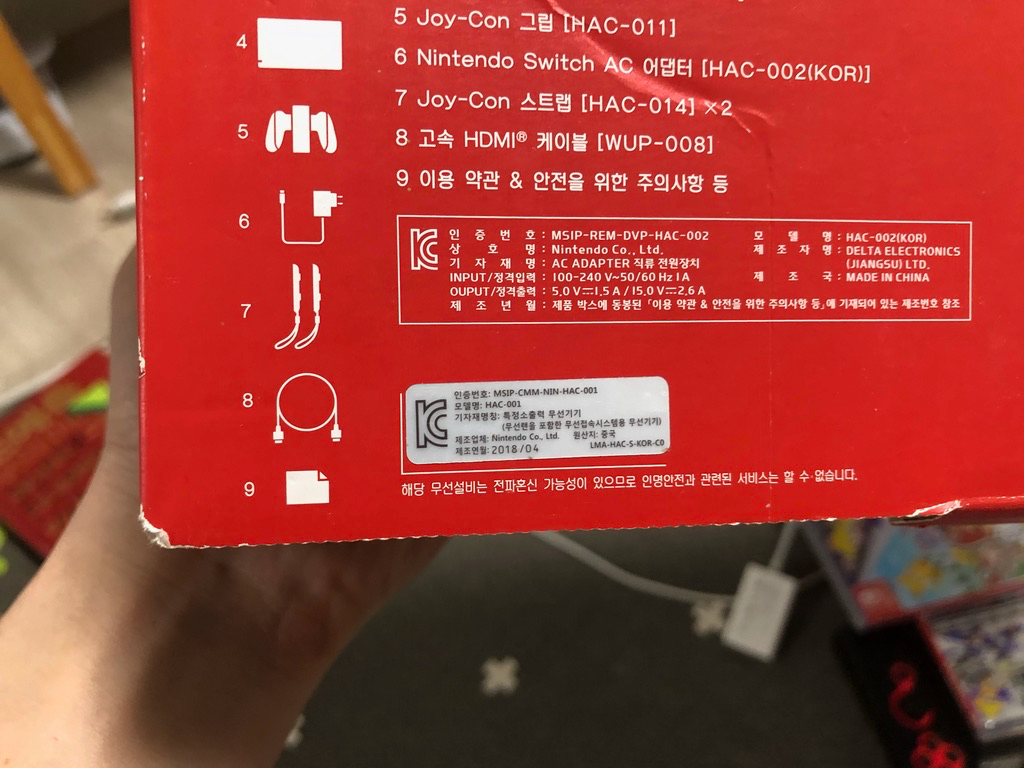 4
5 Joy-Con 그립 [HAC-011]
6 Nintendo Switch AC 어댑터 [HAC-002(KOR)]
7 Joy-Con 스트랩 [HAC-014] ×2
5
8 고속 HDMI® 케이블 [WUP-008]
9 이용 약관 & 안전을 위한 주의사항 등
6
인 증 번 호 : MSIP-REM-DVP-HAC-002 모 델 명 : HAC-002(KOR)
상 호 명 : Nintendo Co., Ltd. 제 조 자 명 : DELTA ELECTRONICS
기 자 재 명 : AC ADAPTER 직류 전원장치 (JIANGSU) LTD.
INPUT/정격입력 : 100-240 V~50/60 Hz 1 A 제 조 국 : MADE IN CHINA
OUPUT/정격출력 : 5.0 V⎓1.5 A / 15.0 V⎓2.6 A
제 조 년 월 : 제품 박스에 동봉된 「이용 약관 & 안전을 위한 주의사항 등」에 기재되어 있는 제조번호 참조
7
8
인증번호: MSIP-CMM-NIN-HAC-001
모델명: HAC-001
기자재명칭: 특정소출력 무선기기
(무선랜을 포함한 무선접속시스템용 무선기기)
제조업체: Nintendo Co., Ltd. 원산지: 중국
제조연월: 2018/04 LMA-HAC-S-KOR-C0
9
해당 무선설비는 전파혼신 가능성이 있으므로 인명안전과 관련된 서비스는 할 수 없습니다.